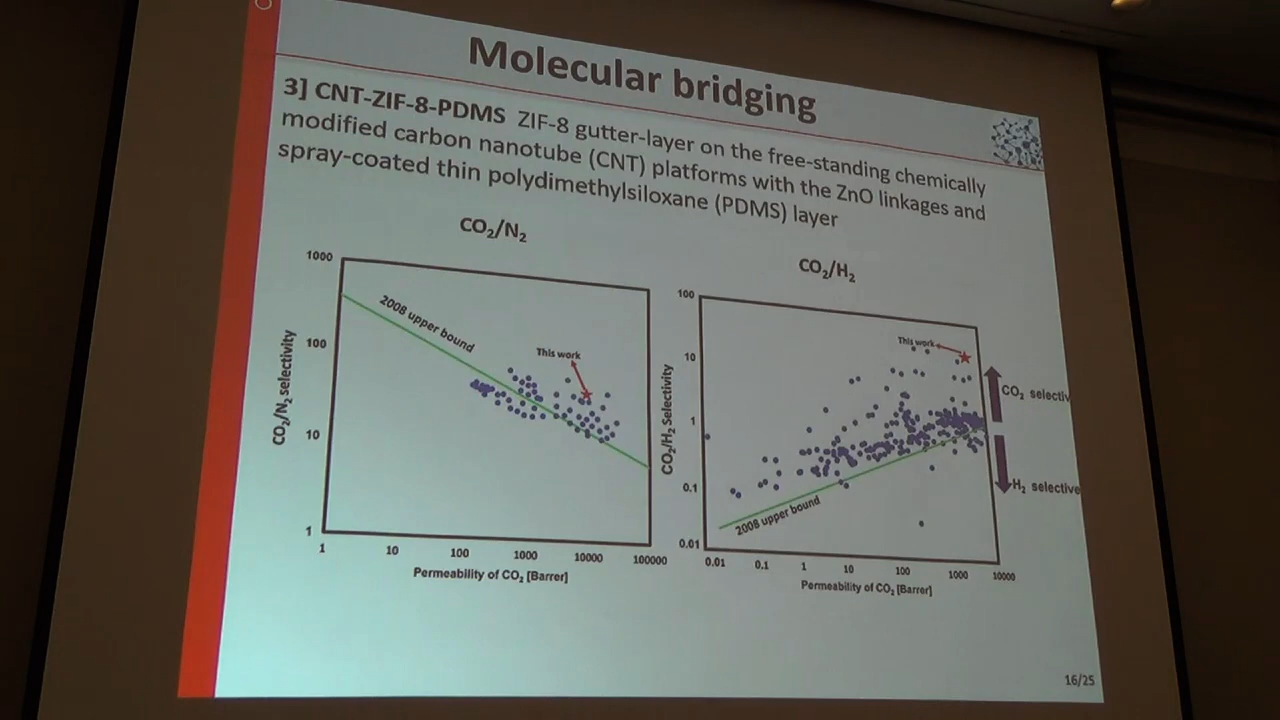 Molecular bridging
3] CNT-ZIF-8-PDMS ZIF-8 gutter-layer on the free-standing chemically
modified carbon nanotube (CNT) platforms with the ZnO linkages and
spray-coated thin polydimethylsiloxane (PDMS) layer
CO₂/N₂
1000
100
10
1
CO₂/N₂ selectivity
2008 upper bound
This work
1 10 100 1000 10000 100000
Permeability of CO₂ [Barrer]
CO₂/H₂
100
10
1
0.1
0.01
CO₂/H₂ Selectivity
This work
2008 upper bound
CO₂ selectiv
H₂ selective
0.01 0.1 1 10 100 1000 10000
Permeability of CO₂ [Barrer]
16/25